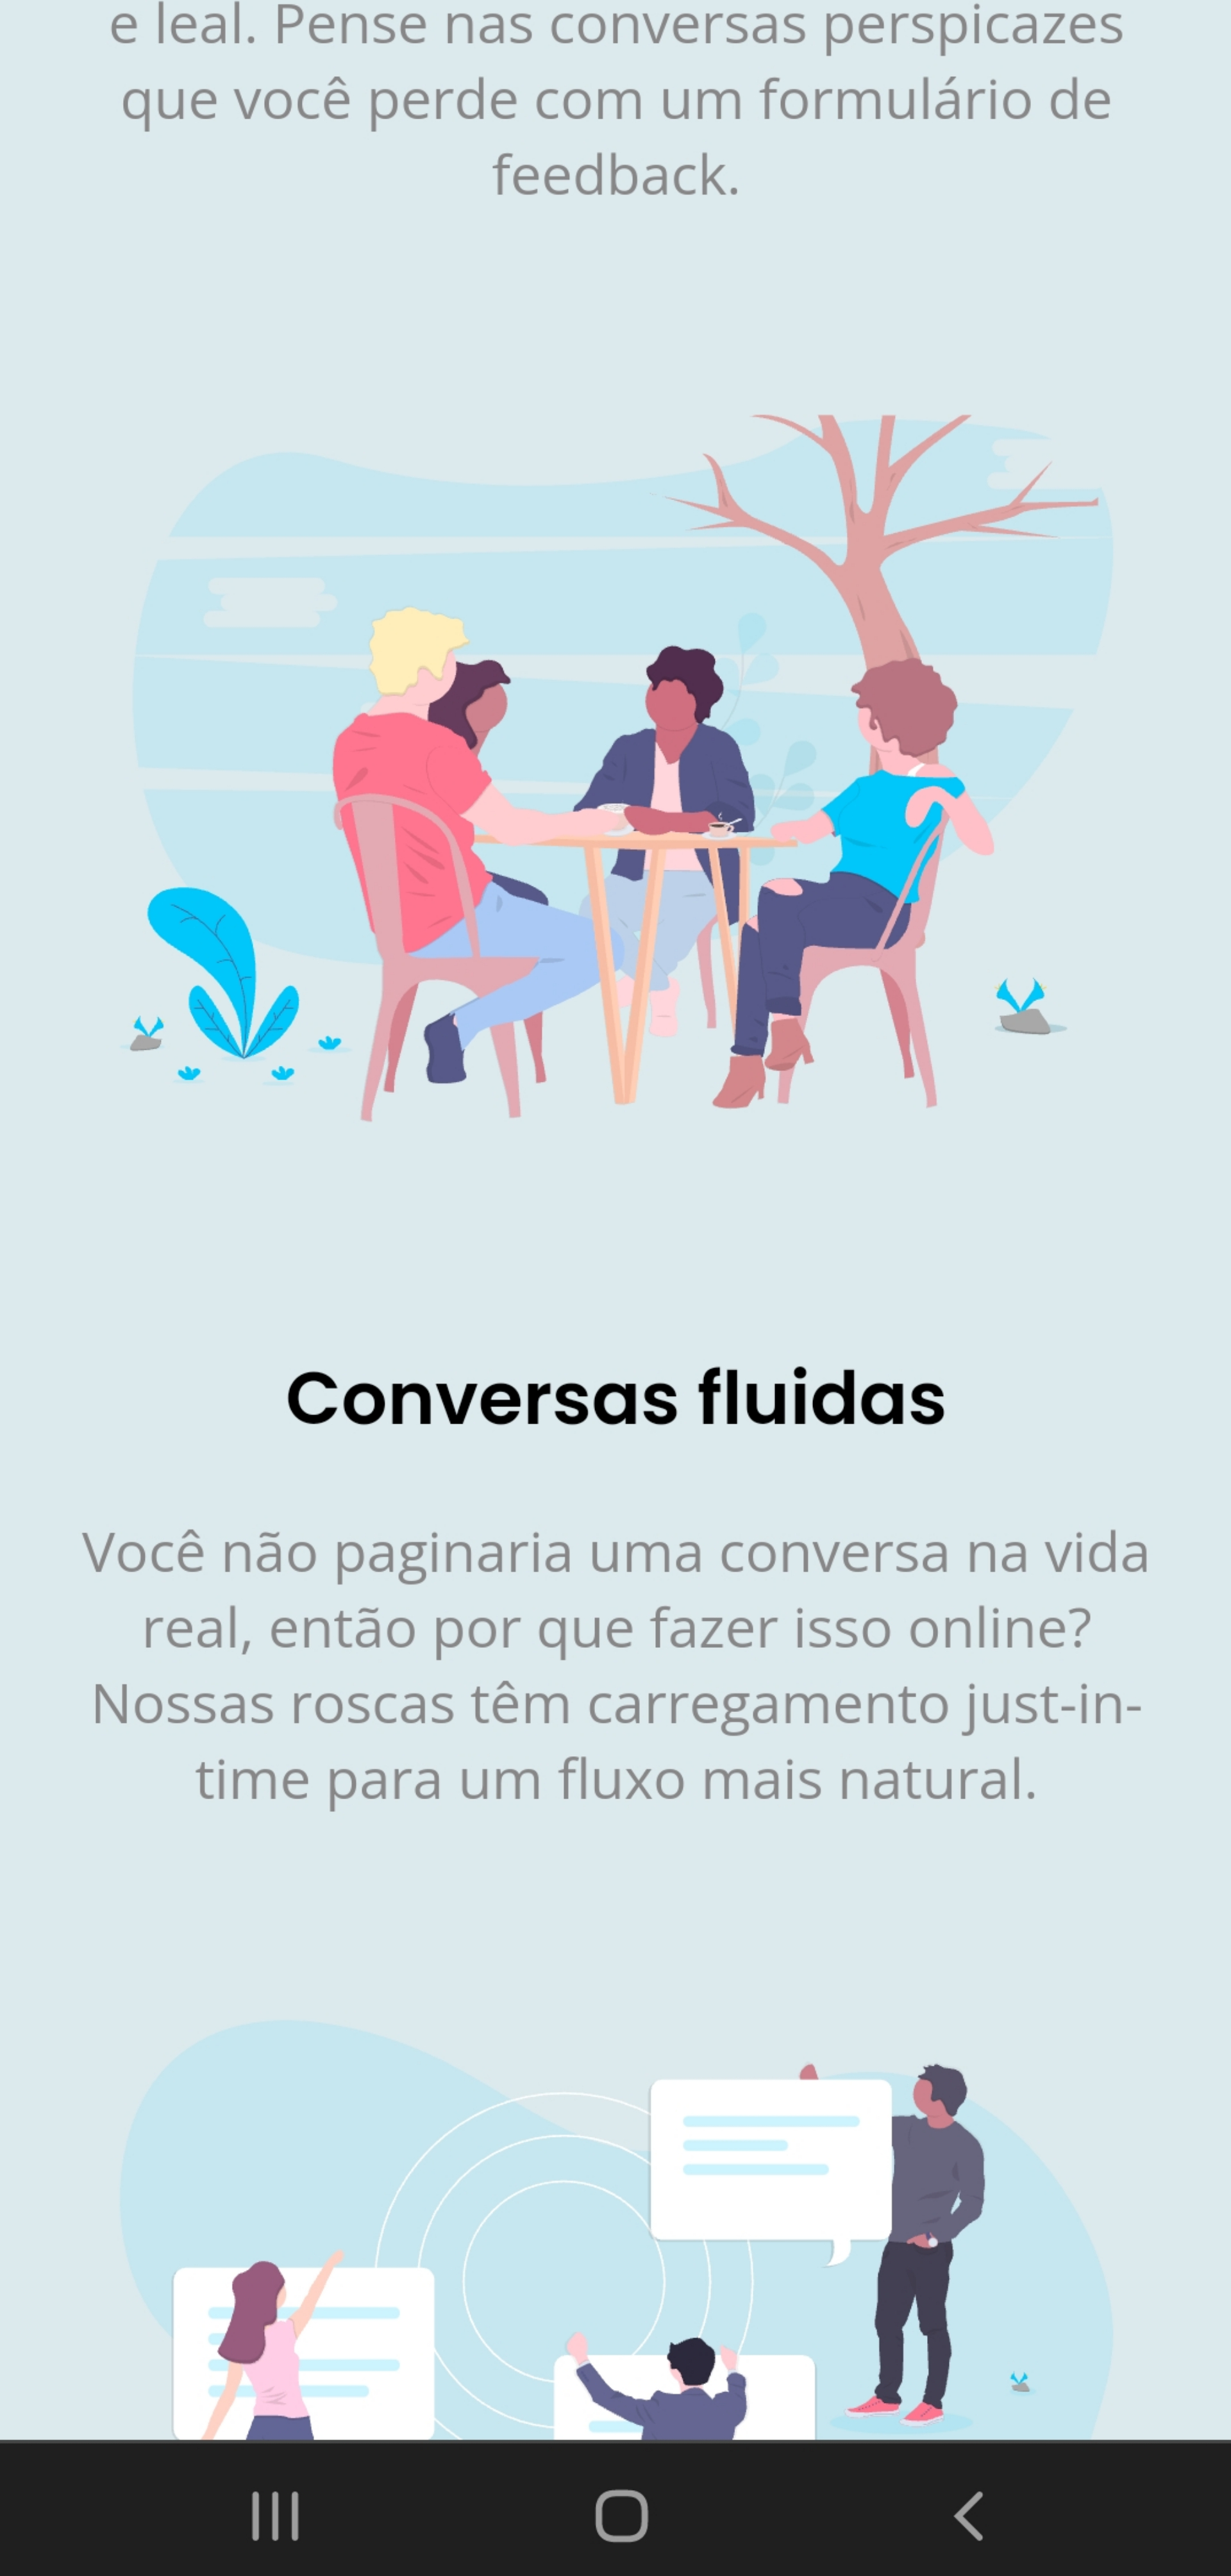 e leal. Pense nas conversas perspicazes
que você perde com um formulário de
feedback.
Conversas fluidas
Você não paginaria uma conversa na vida
real, então por que fazer isso online?
Nossas roscas têm carregamento just-in-
time para um fluxo mais natural.